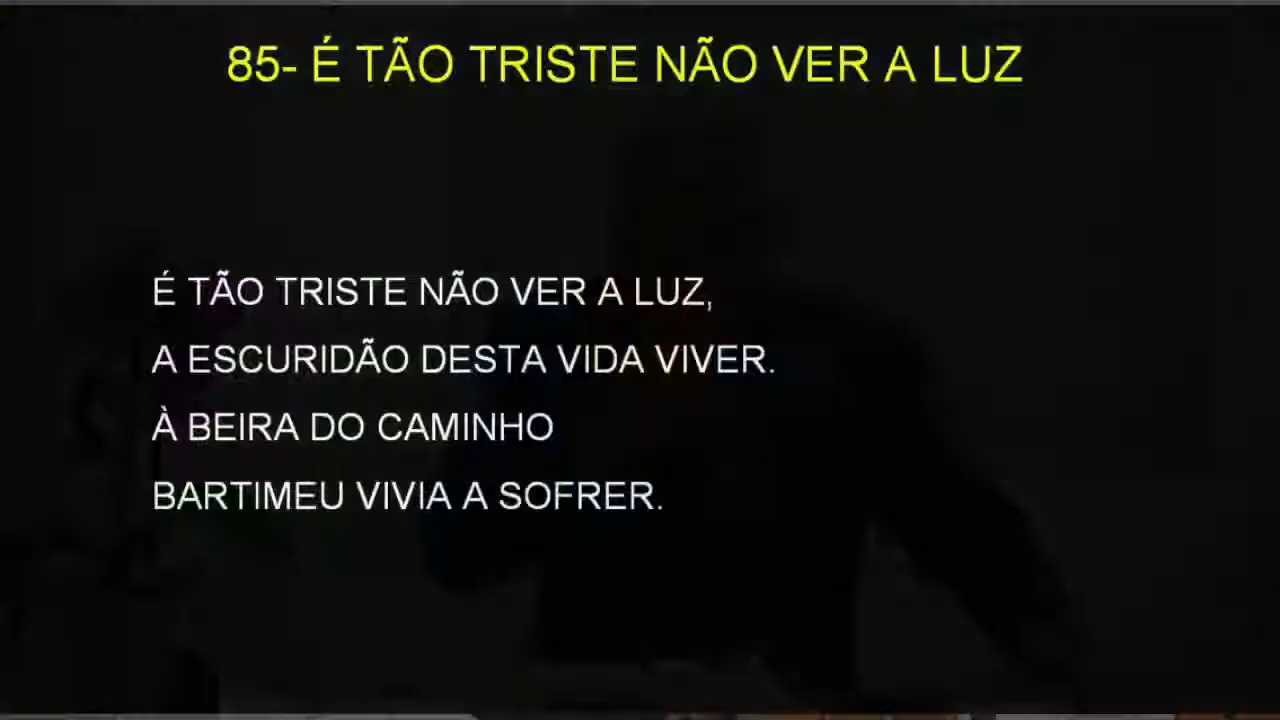 85- É TÃO TRISTE NÃO VER A LUZ
É TÃO TRISTE NÃO VER A LUZ,
A ESCURIDÃO DESTA VIDA VIVER.
À BEIRA DO CAMINHO
BARTIMEU VIVIA A SOFRER.